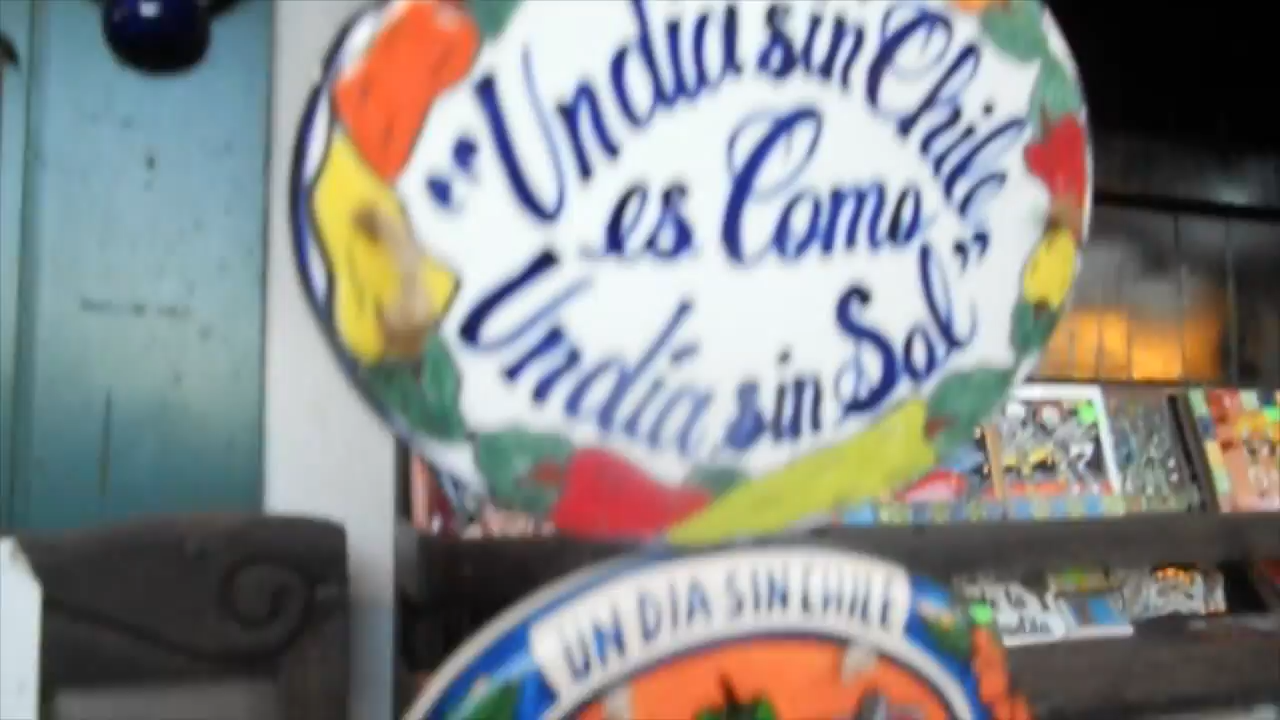 "Un día sin Chile
es Como
Un día sin Sol"
UN DIA SIN CHILE